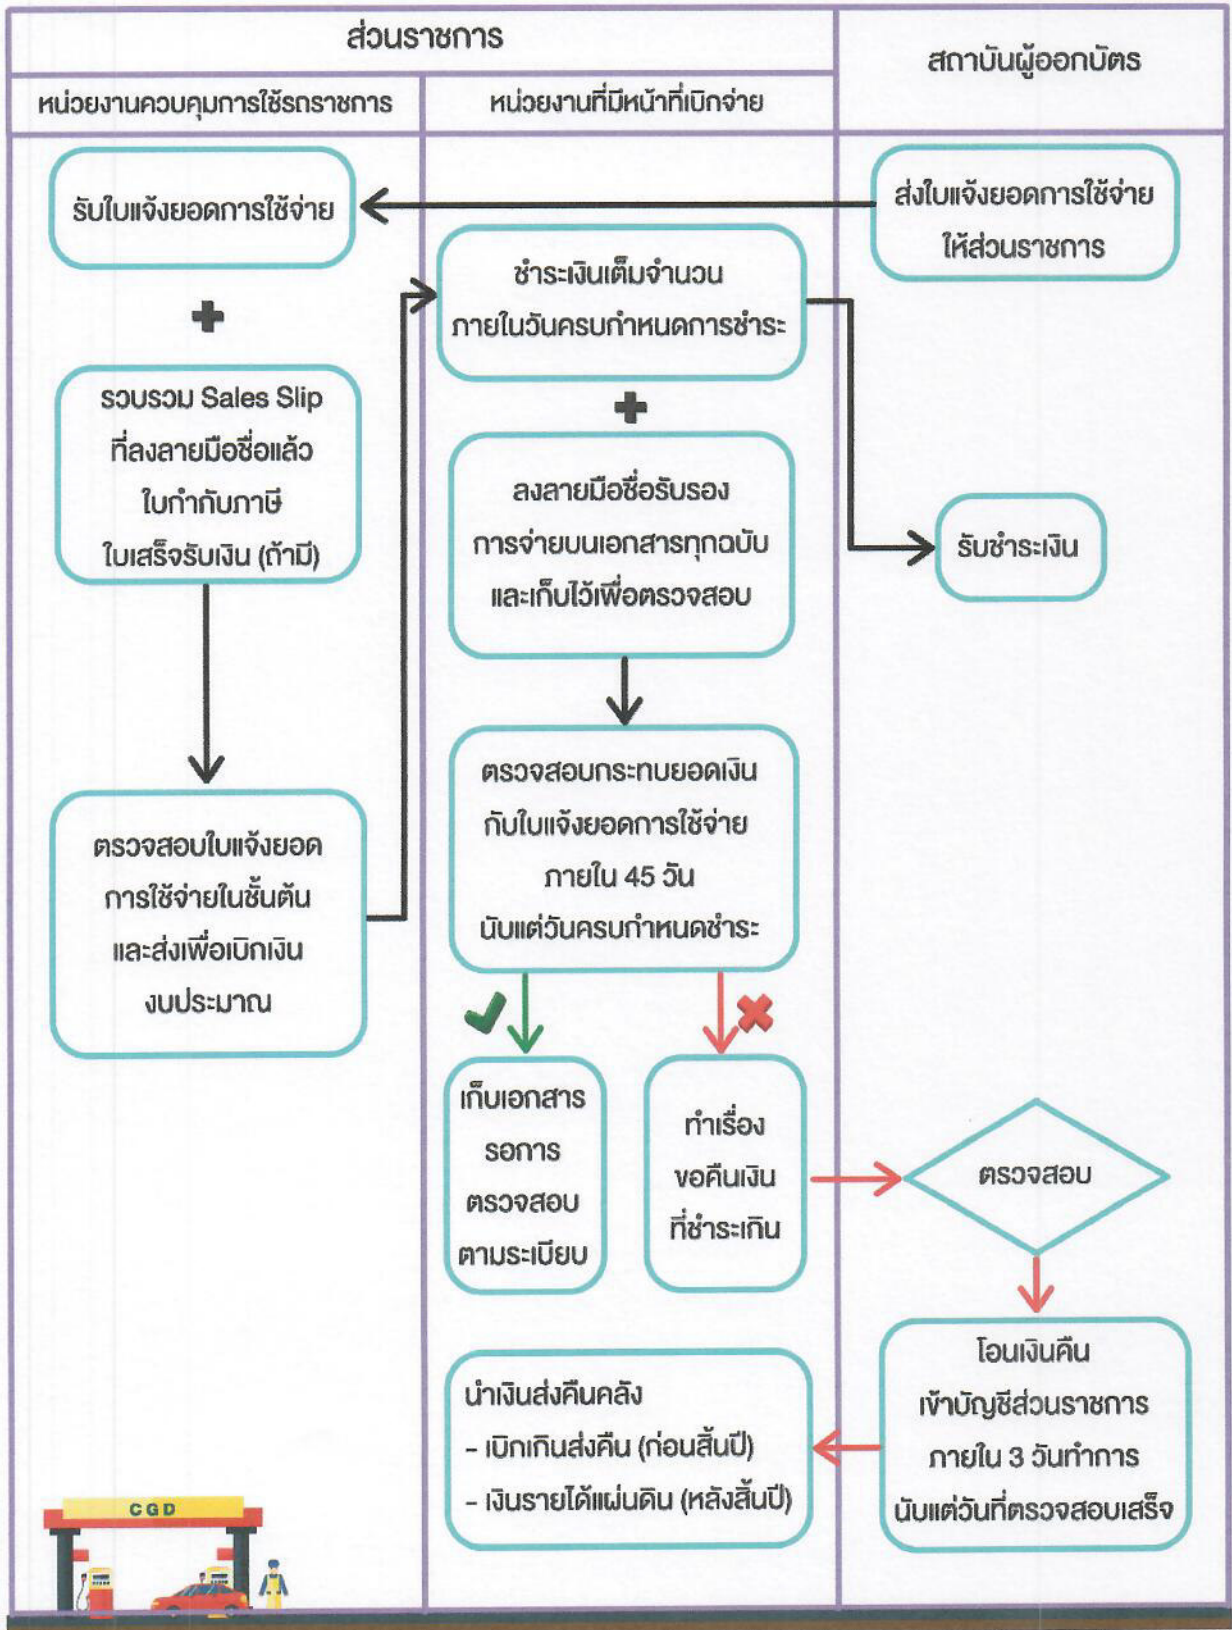 ส่วนราชการ
สถาบันผู้ออกบัตร
หน่วยงานควบคุมการใช้รถราชการ
หน่วยงานที่มีหน้าที่เบิกจ่าย
รับใบแจ้งยอดการใช้จ่าย
ส่งใบแจ้งยอดการใช้จ่าย
ให้ส่วนราชการ
รวบรวม Sales Slip
ที่ลงลายมือชื่อแล้ว
ใบกำกับภาษี
ใบเสร็จรับเงิน (ถ้ามี)
ตรวจสอบใบแจ้งยอด
การใช้จ่ายในชั้นต้น
และส่งเพื่อเบิกเงิน
งบประมาณ
ชำระเงินเต็มจำนวน
ภายในวันครบกำหนดการชำระ
ลงลายมือชื่อรับรอง
การจ่ายบนเอกสารทุกฉบับ
และเก็บไว้เพื่อตรวจสอบ
รับชำระเงิน
ตรวจสอบกระทบยอดเงิน
กับใบแจ้งยอดการใช้จ่าย
ภายใน 45 วัน
นับแต่วันครบกำหนดชำระ
เก็บเอกสาร
รอการ
ตรวจสอบ
ตามระเบียบ
ทำเรื่อง
ขอคืนเงิน
ที่ชำระเกิน
ตรวจสอบ
โอนเงินคืน
เข้าบัญชีส่วนราชการ
ภายใน 3 วันทำการ
นับแต่วันที่ตรวจสอบเสร็จ
นำเงินส่งคืนคลัง
- เบิกเกินส่งคืน (ก่อนสิ้นปี)
- เงินรายได้แผ่นดิน (หลังสิ้นปี)
CGD